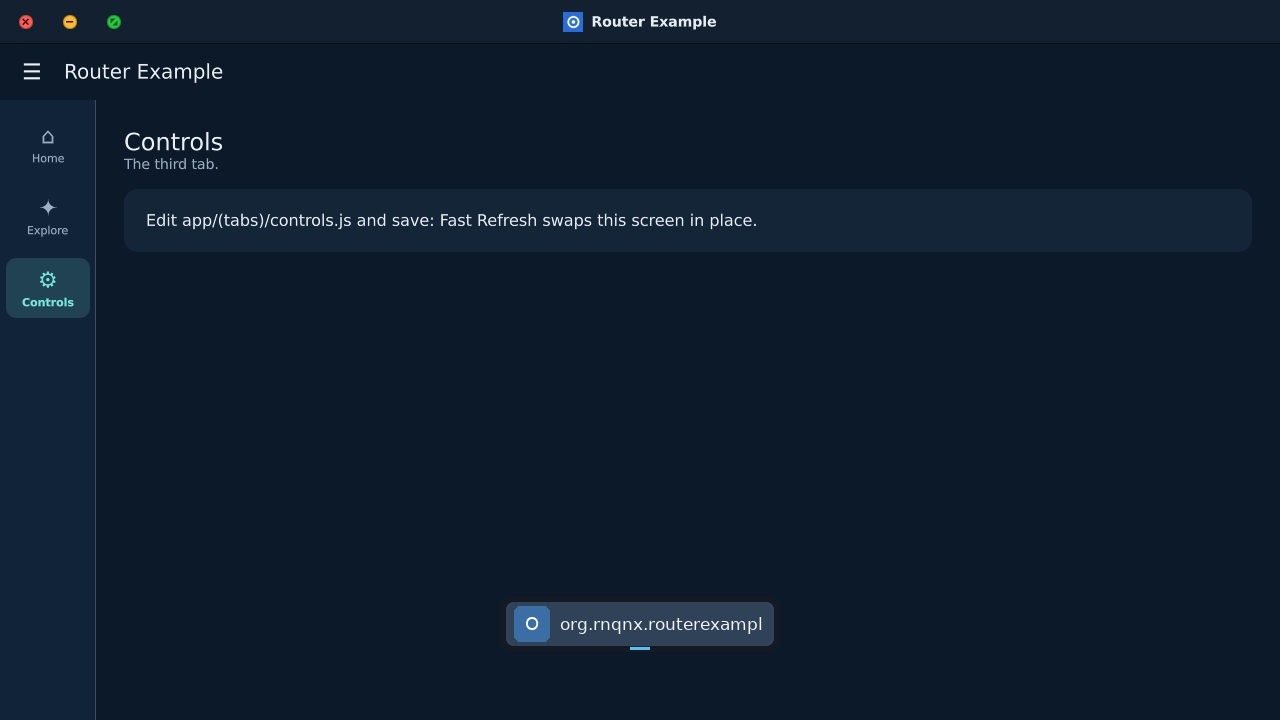 Router Example
Router Example
Home
Explore
Controls
Controls
The third tab.
Edit app/(tabs)/controls.js and save: Fast Refresh swaps this screen in place.
O
org.rnqnx.routerexampl